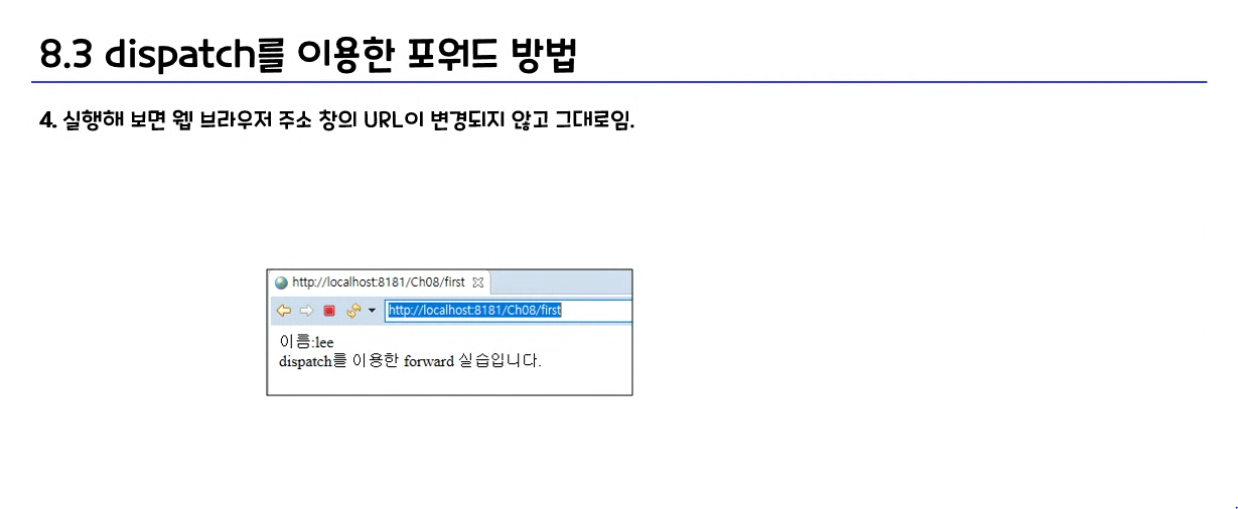 8.3 dispatch를 이용한 포워드 방법
4. 실행해 보면 웹 브라우저 주소 창의 URL이 변경되지 않고 그대로임.
http://localhost:8181/Ch08/first
http://localhost:8181/Ch08/first
이름:lee
dispatch를 이용한 forward 실습입니다.